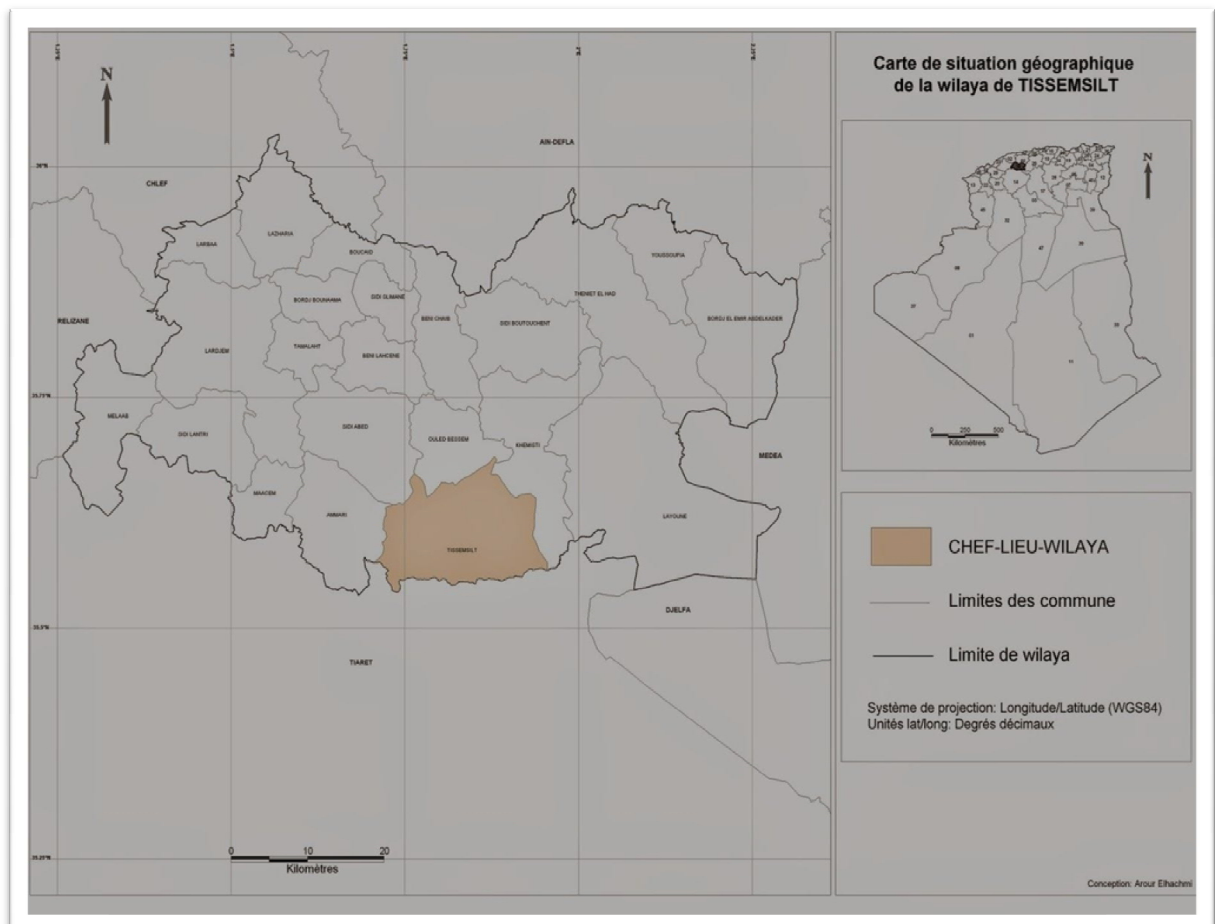 Carte de situation géographique
de la wilaya de TISSEMSILT
N
N
AIN-DEFLA
36°N
CHLEF
LAZHARIA
LARBAA
BOUCAID
YOUSSOUFIA
BORDJ BOUNAAMA
SIDI SLIMANE
THENIET EL HAD
RELIZANE
BENI CHAIB
SIDI BOUTOUCHENT
BORDJ EL EMIR ABDELKADER
TAMALAHT
LARDJEM
BENI LAHCENE
MELAAB
SIDI LANTRI
SIDI ABED
OULED BESSEM
KHEMISTI
MEDEA
MAACEM
AMMARI
LAYOUNE
TISSEMSILT
DJELFA
TIARET
0 10 20
Kilomètres
0 250 500
Kilomètres
CHEF-LIEU-WILAYA
Limites des commune
Limite de wilaya
Système de projection: Longitude/Latitude (WGS84)
Unités lat/long: Degrés décimaux
Conception: Arour Elhachmi